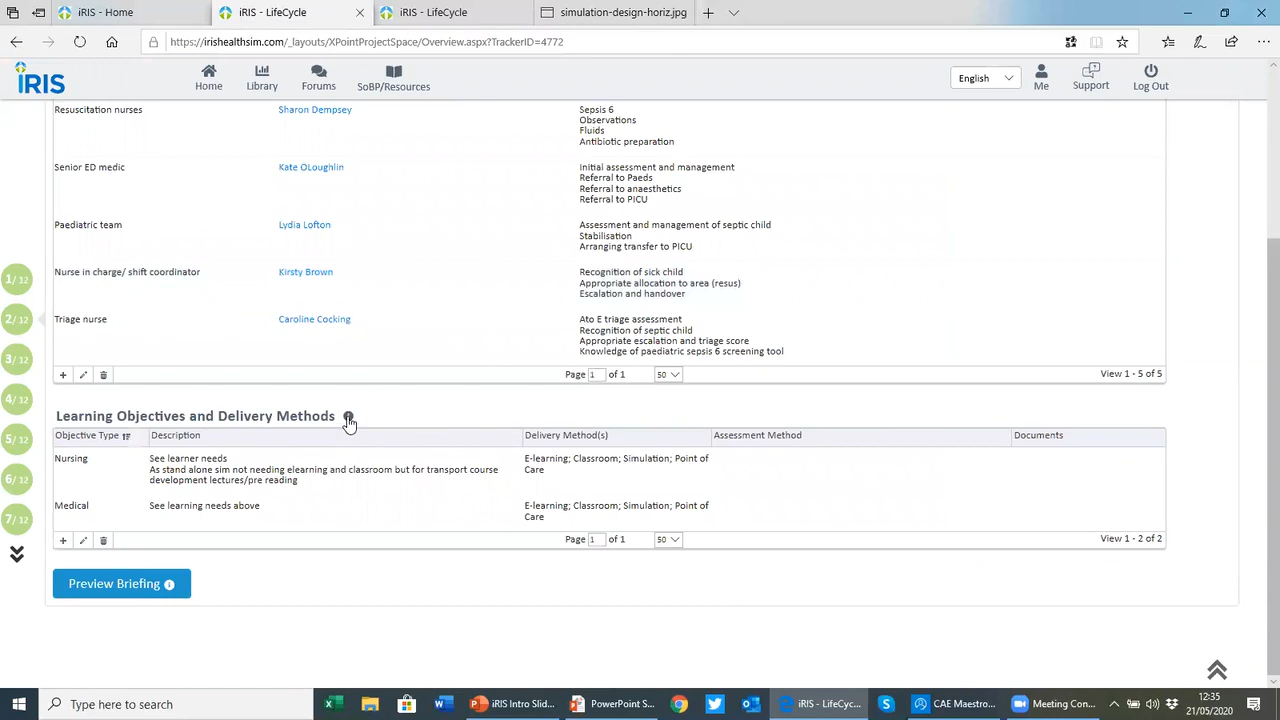 iRIS - Home
iRIS - LifeCycle
iRIS - LifeCycle
simulation-design-horiz.jpg
https://irishealthsim.com/_layouts/XPointProjectSpace/Overview.aspx?TrackerID=4772
iRIS
Home
Library
Forums
SoBP/Resources
English
Me
Support
Log Out
Resuscitation nurses
Sharon Dempsey
Sepsis 6
Observations
Fluids
Antibiotic preparation
Senior ED medic
Kate OLoughlin
initial assessment and management
Referral to Paeds
Referral to anaesthetics
Referral to PICU
Paediatric team
Lydia Lofton
Assessment and management of septic child
Stabilisation
Arranging transfer to PICU
Nurse in charge/ shift coordinator
Kirsty Brown
Recognition of sick child
Appropriate allocation to area (resus)
Escalation and handover
Triage nurse
Caroline Cocking
Ato E triage assessment
Recognition of septic child
Appropriate escalation and triage score
Knowledge of paediatric sepsis 6 screening tool
Page 1 of 1
50
View 1 - 5 of 5
1/ 12
2/ 12
3/ 12
4/ 12
5/ 12
6/ 12
7/ 12
Learning Objectives and Delivery Methods
Objective Type
Description
Delivery Method(s)
Assessment Method
Documents
Nursing
See learner needs
As stand alone sim not needing elearning and classroom but for transport course
development lectures/pre reading
E-learning; Classroom; Simulation; Point of
Care
Medical
See learning needs above
E-learning; Classroom; Simulation; Point of
Care
Page 1 of 1
50
View 1 - 2 of 2
Preview Briefing
Type here to search
iRIS Intro Slid...
PowerPoint S...
iRIS - LifeCyc...
CAE Maestro...
Meeting Con...
12:35
21/05/2020